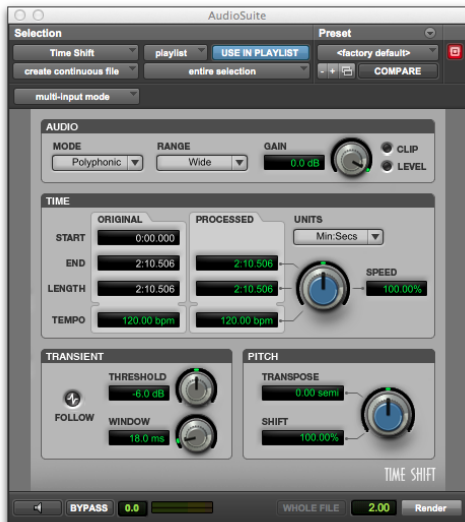 AudioSuite
Selection Preset
Time Shift playlist USE IN PLAYLIST <factory default>
create continuous file entire selection - + COMPARE
multi-input mode
AUDIO
MODE RANGE GAIN CLIP
Polyphonic Wide 0.0 dB LEVEL
TIME
ORIGINAL PROCESSED UNITS
START 0:00.000 Min:Secs
END 2:10.506 2:10.506 SPEED
LENGTH 2:10.506 2:10.506 100.00%
TEMPO 120.00 bpm 120.00 bpm
TRANSIENT PITCH
THRESHOLD TRANSPOSE
-6.0 dB 0.00 semi
FOLLOW WINDOW SHIFT
18.0 ms 100.00%
TIME SHIFT
BYPASS 0.0 WHOLE FILE 2.00 Render